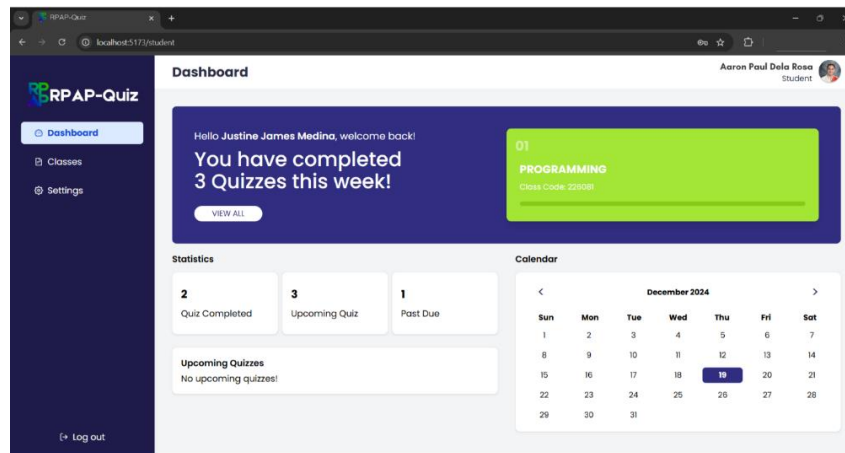 RPAP-Quiz
localhost:5173/student
RPAP-Quiz
Dashboard
Classes
Settings
Log out
Dashboard
Aaron Paul Dela Rosa
Student
Hello Justine James Medina, welcome back!
You have completed
3 Quizzes this week!
VIEW ALL
01
PROGRAMMING
Class Code: 226081
Statistics
2
Quiz Completed
3
Upcoming Quiz
1
Past Due
Upcoming Quizzes
No upcoming quizzes!
Calendar
December 2024
Sun Mon Tue Wed Thu Fri Sat
1 2 3 4 5 6 7
8 9 10 11 12 13 14
15 16 17 18 19 20 21
22 23 24 25 26 27 28
29 30 31